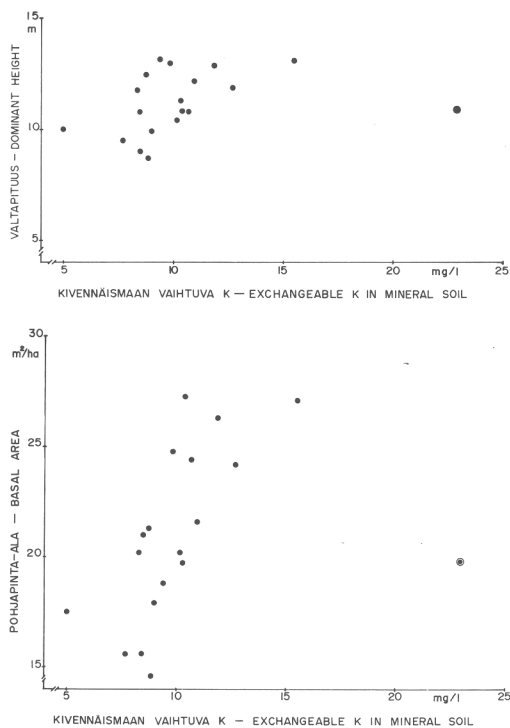 15
m
10
5
VALTAPITUUS – DOMINANT HEIGHT
5 10 15 20 mg/l 25
KIVENNÄISMAAN VAIHTUVA K — EXCHANGEABLE K IN MINERAL SOIL
30
m²/ha
25
20
15
POHJAPINTA-ALA – BASAL AREA
5 10 15 20 mg/l 25
KIVENNÄISMAAN VAIHTUVA K – EXCHANGEABLE K IN MINERAL SOIL